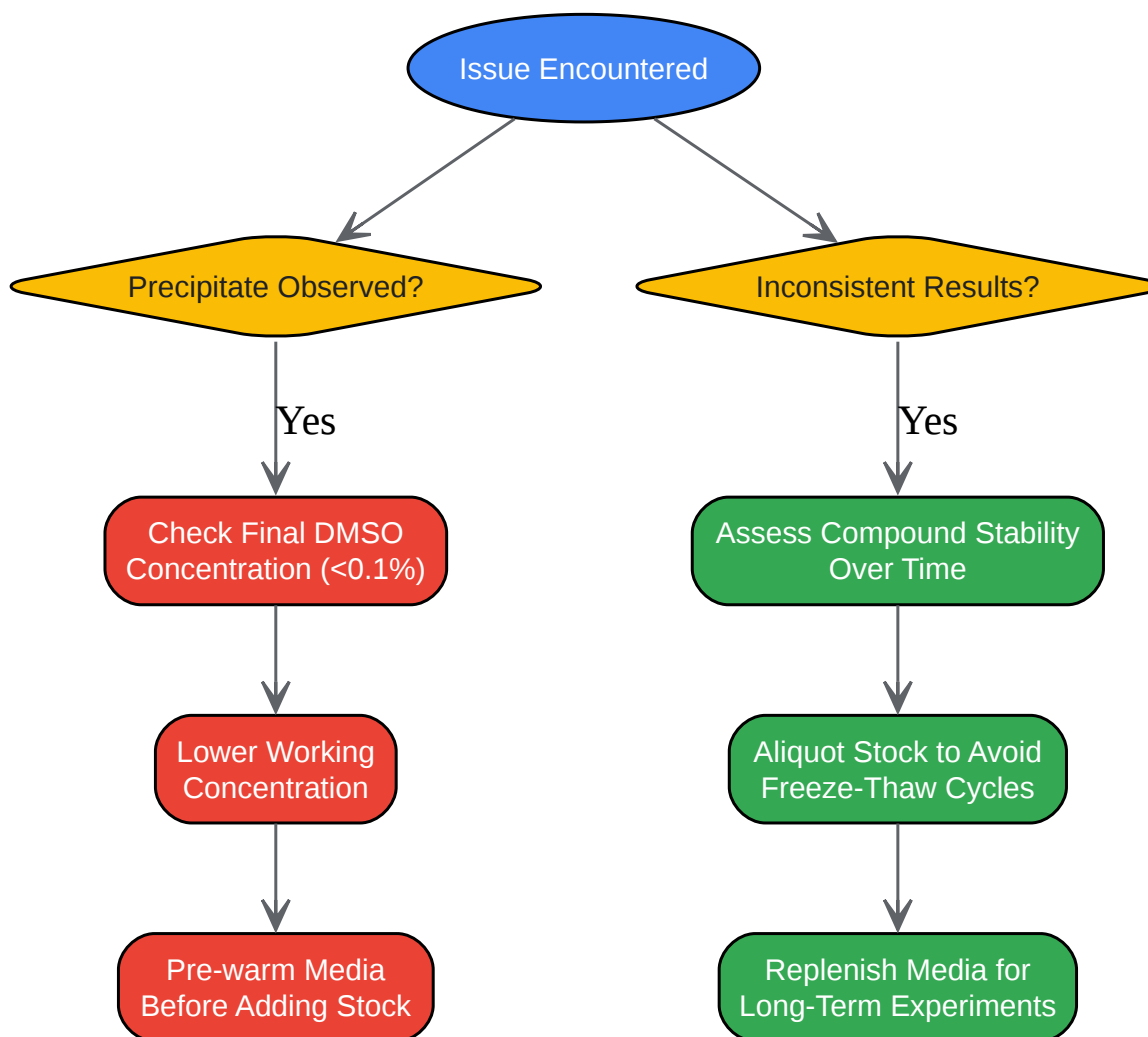 Issue Encountered
Precipitate Observed?
Inconsistent Results?
Yes
Yes
Check Final DMSO
Concentration (<0.1%)
Assess Compound Stability
Over Time
Lower Working
Concentration
Aliquot Stock to Avoid
Freeze-Thaw Cycles
Pre-warm Media
Before Adding Stock
Replenish Media for
Long-Term Experiments